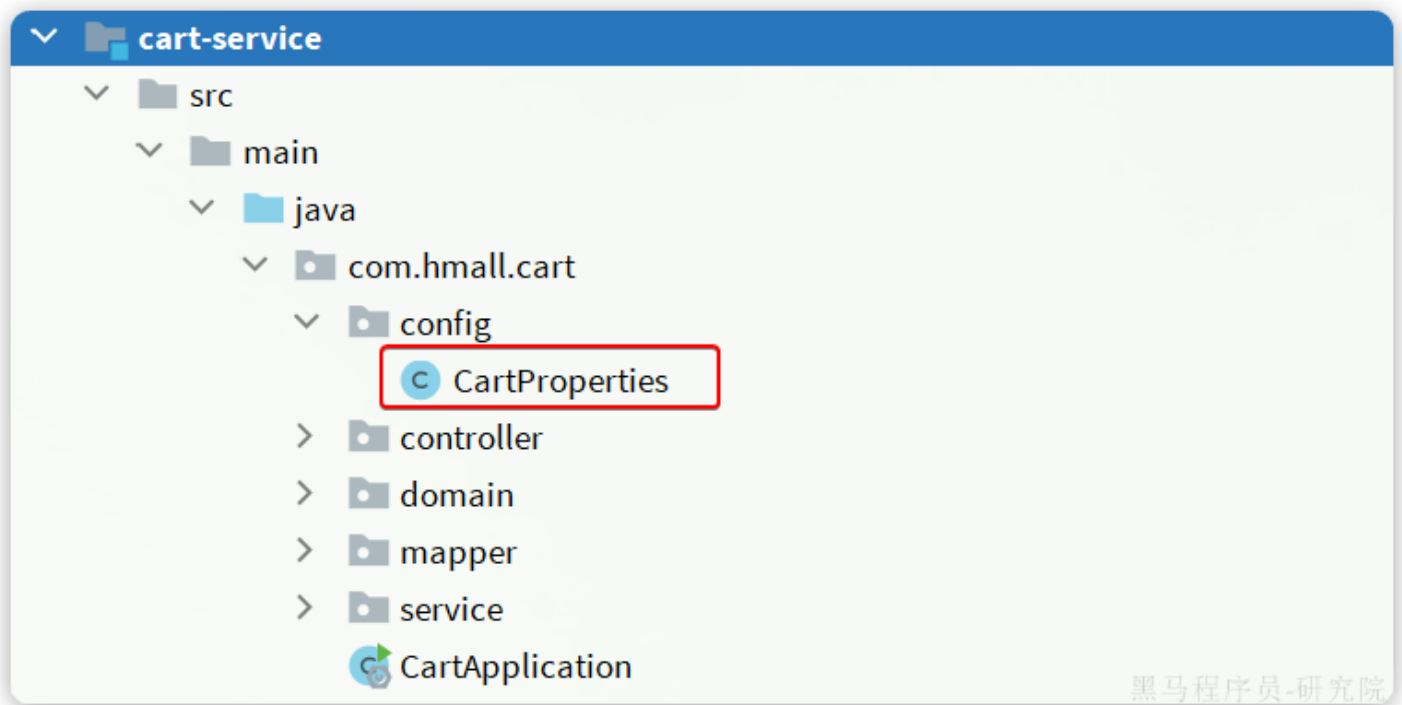 cart-service
src
main
java
com.hmall.cart
config
C CartProperties
controller
domain
mapper
service
C CartApplication
黑马程序员-研究院